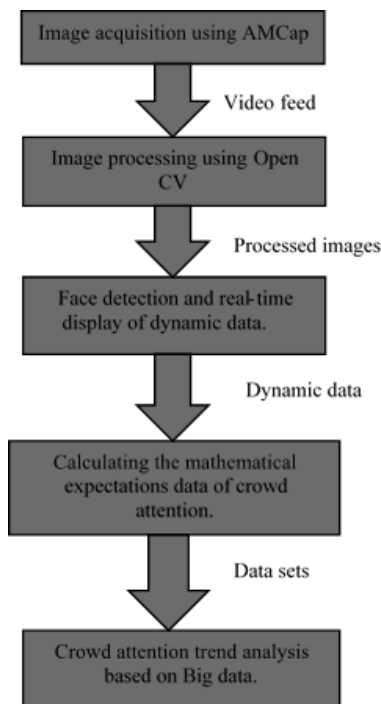 Image acquisition using AMCap
Video feed
Image processing using Open
CV
Processed images
Face detection and real-time
display of dynamic data.
Dynamic data
Calculating the mathematical
expectations data of crowd
attention.
Data sets
Crowd attention trend analysis
based on Big data.